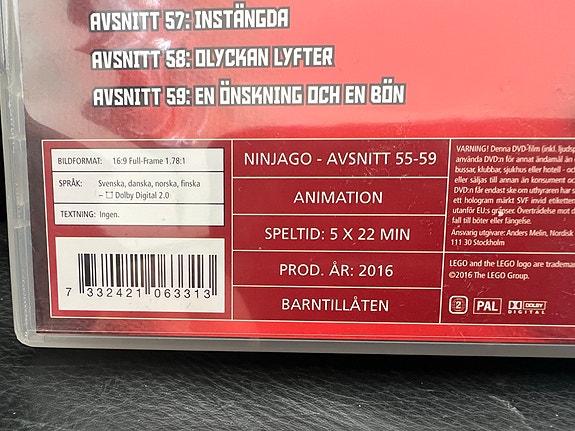 AVSNITT 57: INSTÄNGDA
AVSNITT 58: OLYCKAN LYFTER
AVSNITT 59: EN ÖNSKNING OCH EN BÖN
BILDFORMAT: 16:9 Full-Frame 1.78:1
SPRÅK: Svenska, danska, norska, finska
– Dolby Digital 2.0
TEXTNING: Ingen.
7 332421 063313
NINJAGO - AVSNITT 55-59
ANIMATION
SPELTID: 5 X 22 MIN
PROD. ÅR: 2016
BARNTILLÅTEN
VARNING! Denna DVD-film (inkl. ljudsp
använda DVD:n för annat ändamål än
bussar, klubbar, sjukhus eller hotell - oc
eller säljas till annan än konsument oc
DVD:n får endast ske om uthyraren har s
ett hologram märkt SVF invid etiketten
utanför EU:s gränser. Överträdelse mot d
fall till böter eller fängelse.
Ansvarig utgivare: Anders Melin, Nordisk
111 30 Stockholm
LEGO and the LEGO logo are tradema
©2016 The LEGO Group.
2 PAL DOLBY
DIGITAL